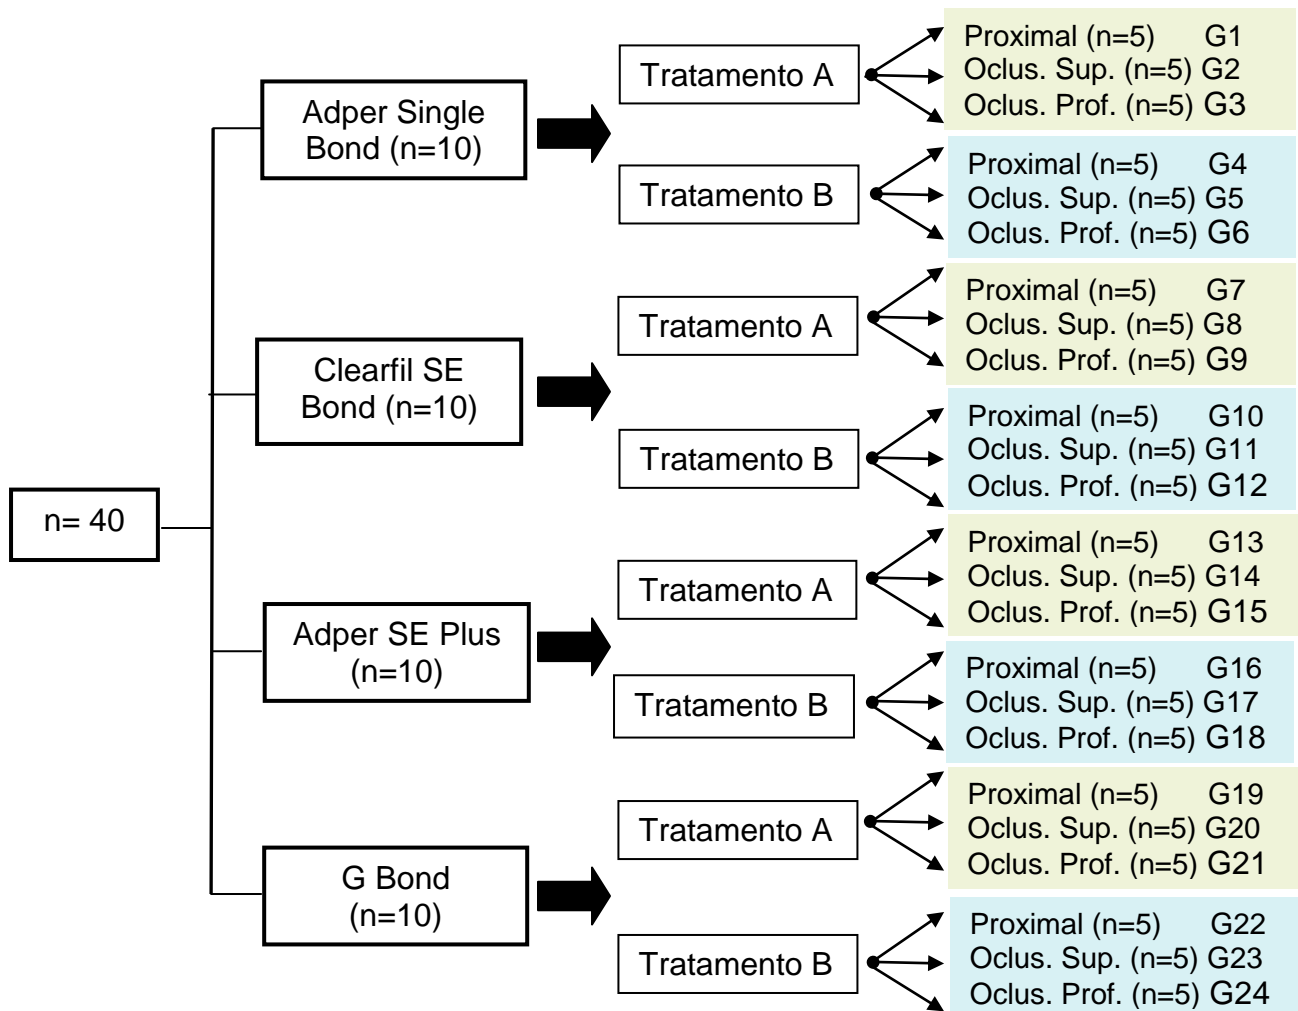 n= 40
Adper Single
Bond (n=10)
Tratamento A
Proximal (n=5) G1
Oclus. Sup. (n=5) G2
Oclus. Prof. (n=5) G3
Tratamento B
Proximal (n=5) G4
Oclus. Sup. (n=5) G5
Oclus. Prof. (n=5) G6
Clearfil SE
Bond (n=10)
Tratamento A
Proximal (n=5) G7
Oclus. Sup. (n=5) G8
Oclus. Prof. (n=5) G9
Tratamento B
Proximal (n=5) G10
Oclus. Sup. (n=5) G11
Oclus. Prof. (n=5) G12
Adper SE Plus
(n=10)
Tratamento A
Proximal (n=5) G13
Oclus. Sup. (n=5) G14
Oclus. Prof. (n=5) G15
Tratamento B
Proximal (n=5) G16
Oclus. Sup. (n=5) G17
Oclus. Prof. (n=5) G18
G Bond
(n=10)
Tratamento A
Proximal (n=5) G19
Oclus. Sup. (n=5) G20
Oclus. Prof. (n=5) G21
Tratamento B
Proximal (n=5) G22
Oclus. Sup. (n=5) G23
Oclus. Prof. (n=5) G24